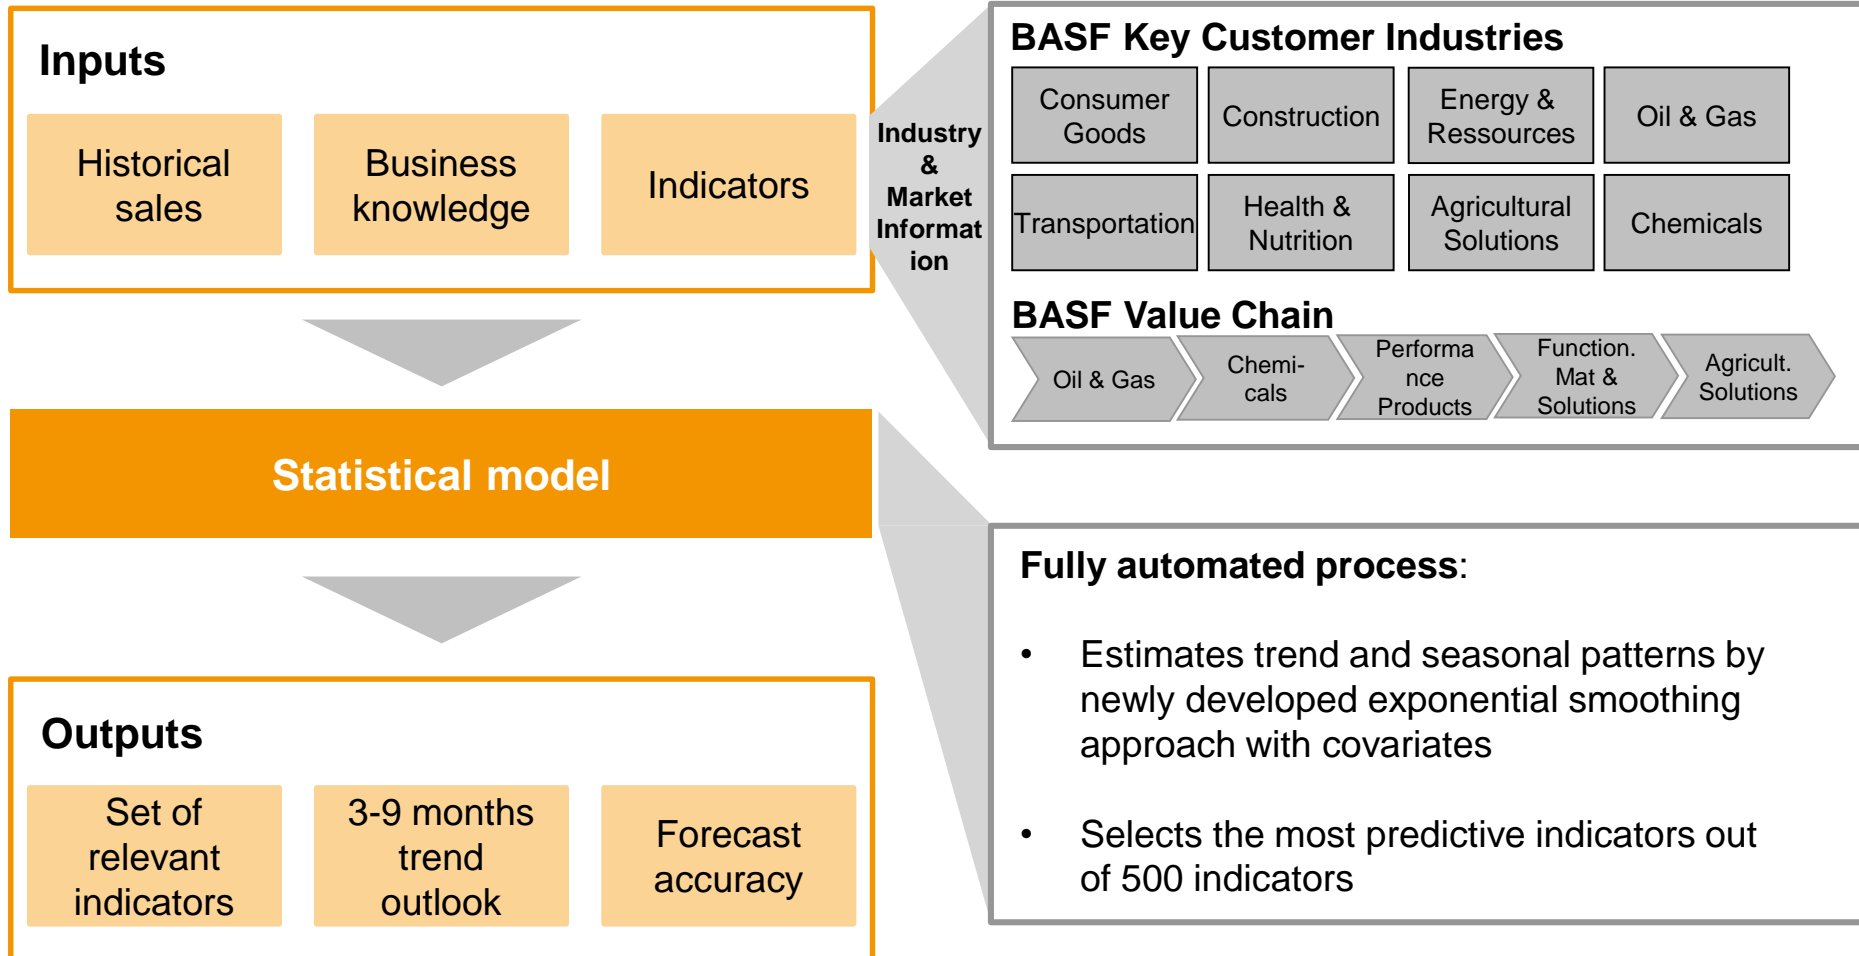 Inputs
Historical
sales
Business
knowledge
Indicators
Industry
&
Market
Informat
ion
BASF Key Customer Industries
Consumer
Goods
Construction
Energy &
Ressources
Oil & Gas
Transportation
Health &
Nutrition
Agricultural
Solutions
Chemicals
BASF Value Chain
Oil & Gas
Chemi-
cals
Performa
nce
Products
Function.
Mat &
Solutions
Agricult.
Solutions
Statistical model
Fully automated process:
• Estimates trend and seasonal patterns by
newly developed exponential smoothing
approach with covariates
• Selects the most predictive indicators out
of 500 indicators
Outputs
Set of
relevant
indicators
3-9 months
trend
outlook
Forecast
accuracy